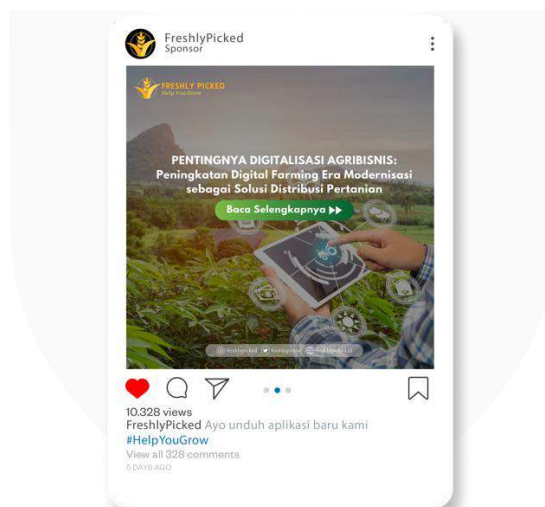 FreshlyPicked
Sponsor
FRESHLY PICKED
Help You Grow
PENTINGNYA DIGITALISASI AGRIBISNIS:
Peningkatan Digital Farming Era Modernisasi
sebagai Solusi Distribusi Pertanian
Baca Selengkapnya
10.328 views
FreshlyPicked Ayo unduh aplikasi baru kami
#HelpYouGrow
View all 328 comments
5 DAYS AGO